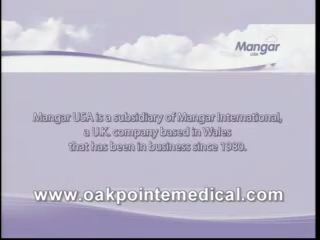 Mangar
USA
Mangar USA is a subsidiary of Mangar International,
a U.K. company based in Wales
that has been in business since 1980.
www.oakpointemedical.com